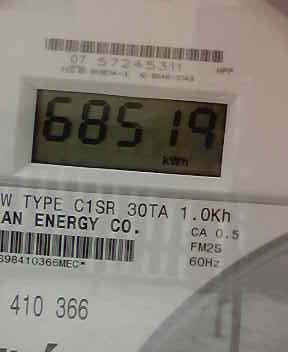 07 57245311
68519
kWh
W TYPE C1SR 30TA 1.0Kh
AN ENERGY CO.
CA 0.5
FM2S
60Hz
698410366MEC*
410 366